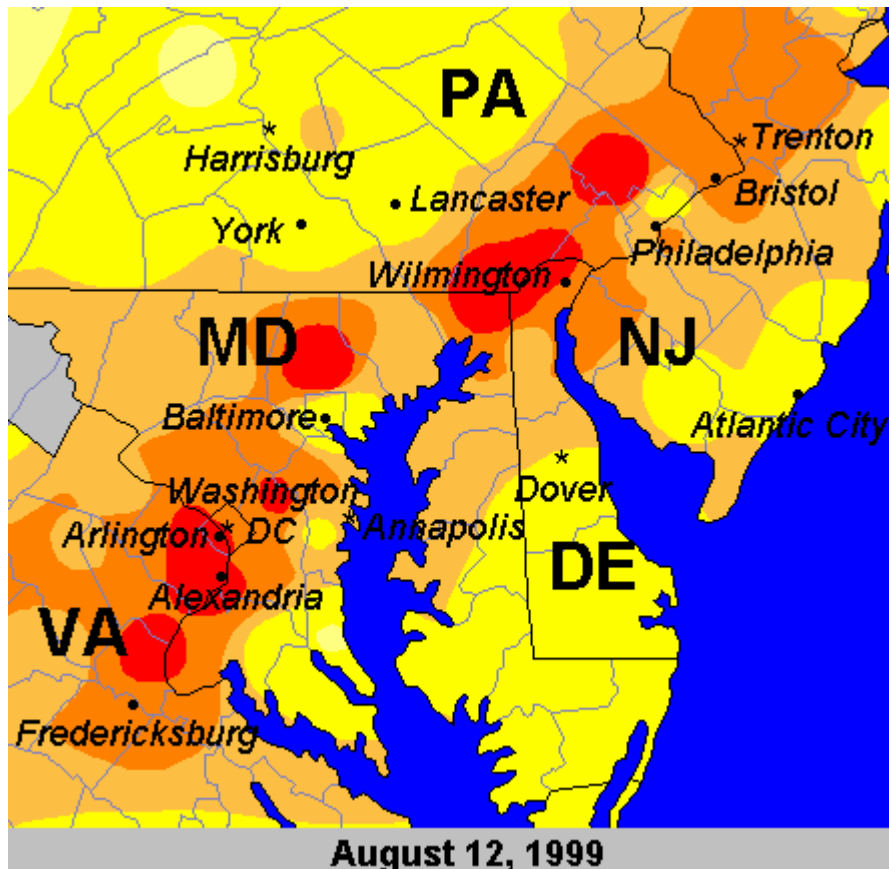 PA
Trenton
Harrisburg
Bristol
Lancaster
York
Philadelphia
Wilmington
MD
NJ
Baltimore
Atlantic City
Washington
Dover
Arlington
DC
Annapolis
DE
Alexandria
VA
Fredericksburg
August 12, 1999